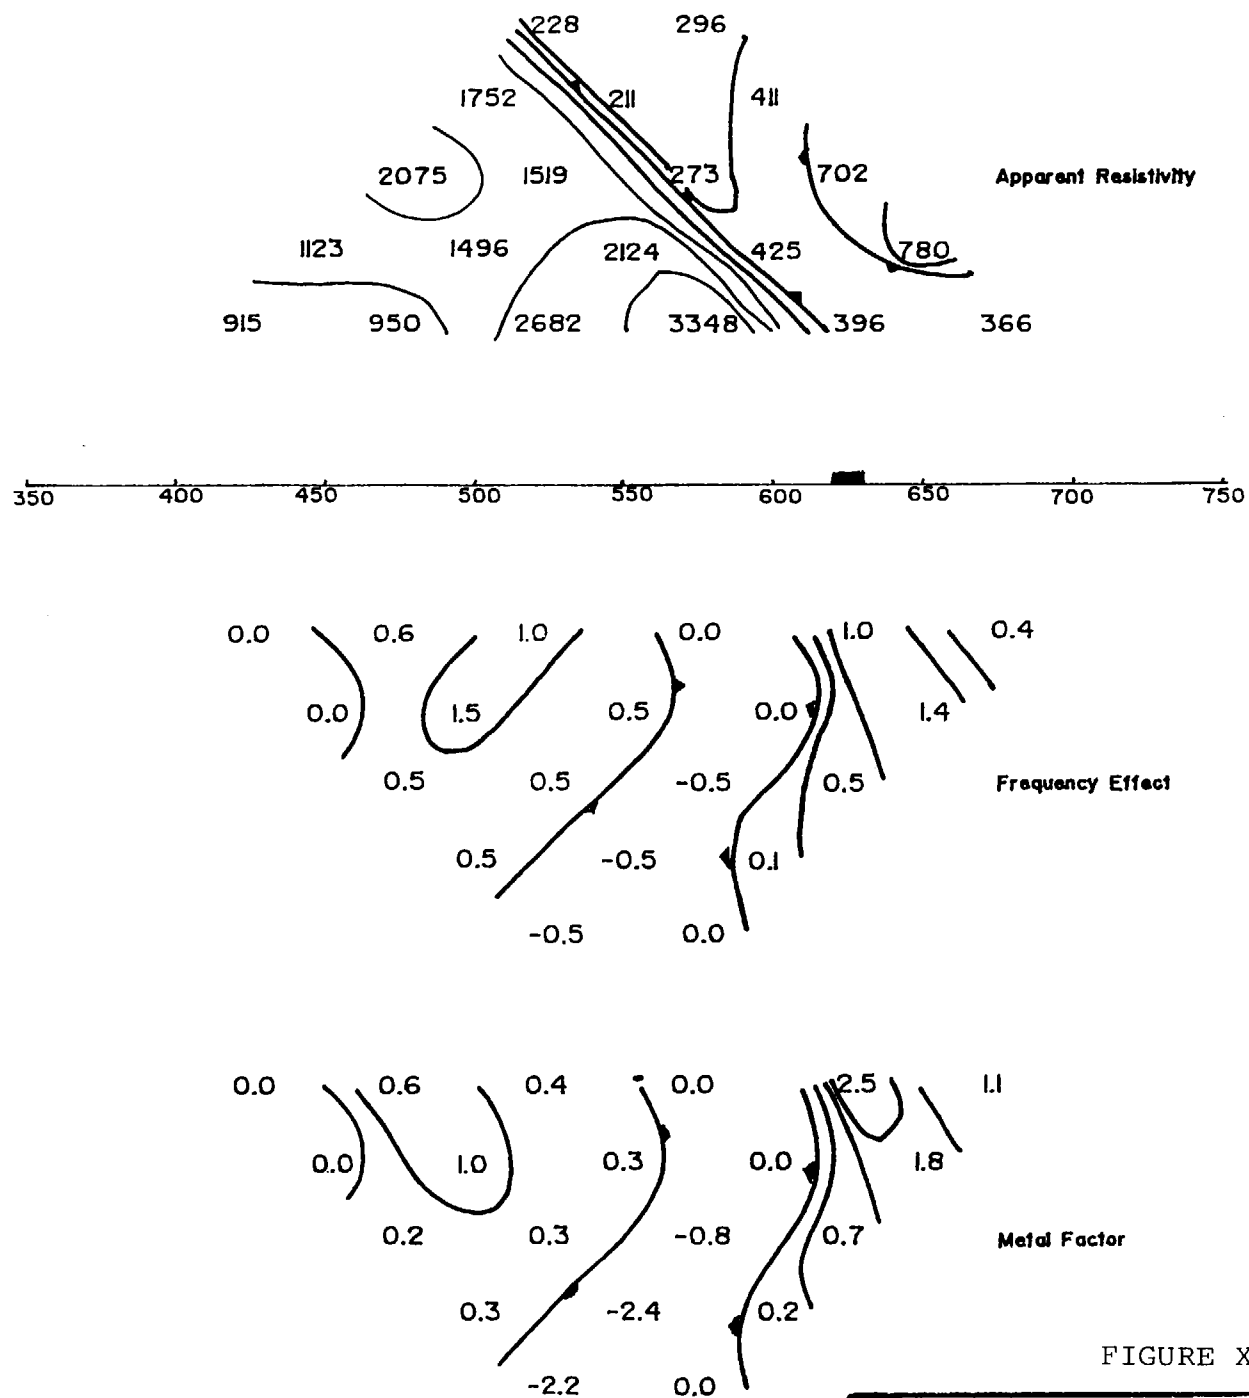 228 296
1752 211 411
2075 1519 273 702 Apparent Resistivity
1123 1496 2124 425 780
915 950 2682 3348 396 366
350 400 450 500 550 600 650 700 750
0.0 0.6 1.0 0.0 1.0 0.4
0.0 1.5 0.5 0.0 1.4
0.5 0.5 -0.5 0.5 Frequency Effect
0.5 -0.5 0.1
-0.5 0.0
0.0 0.6 0.4 0.0 2.5 1.1
0.0 1.0 0.3 0.0 1.8
0.2 0.3 -0.8 0.7 Metal Factor
0.3 -2.4 0.2
-2.2 0.0
FIGURE X